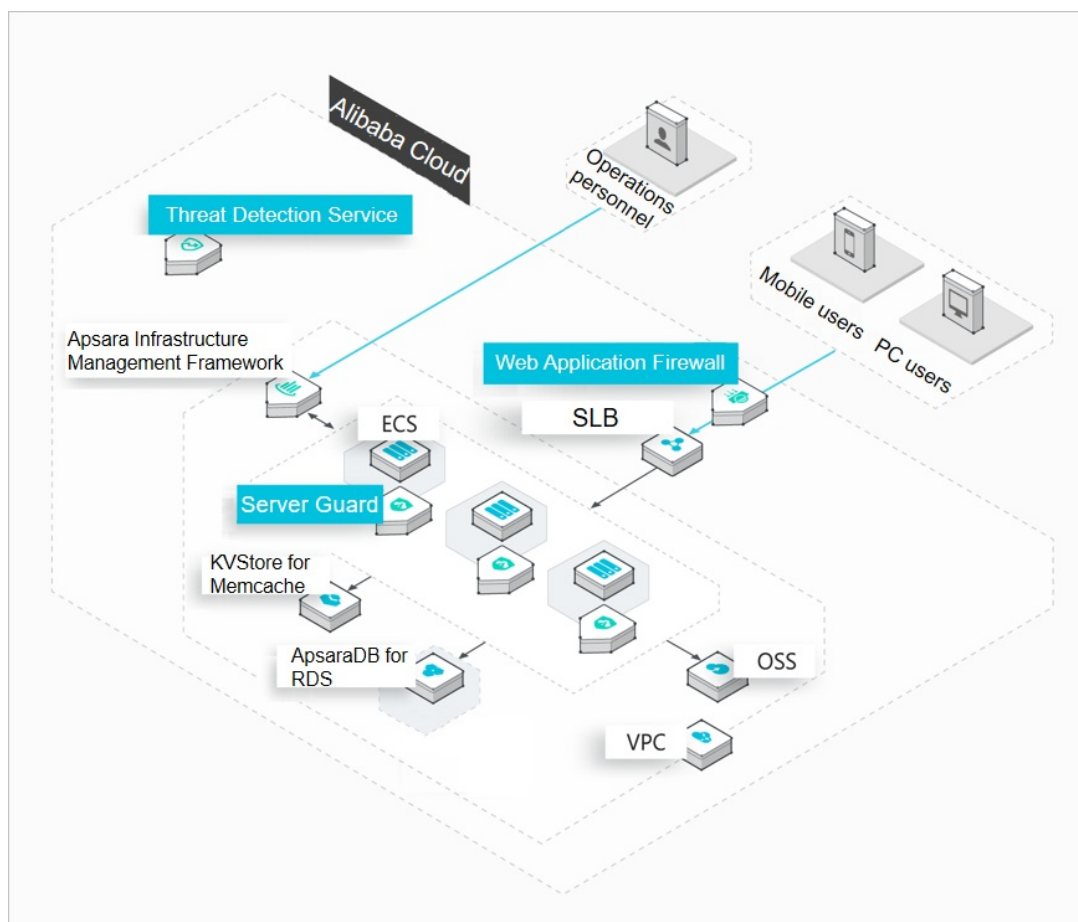 Alibaba Cloud
Operations
personnel
Threat Detection Service
Mobile users
PC users
Apsara Infrastructure
Management Framework
Web Application Firewall
ECS
SLB
Server Guard
KVStore for
Memcache
ApsaraDB for
RDS
OSS
VPC